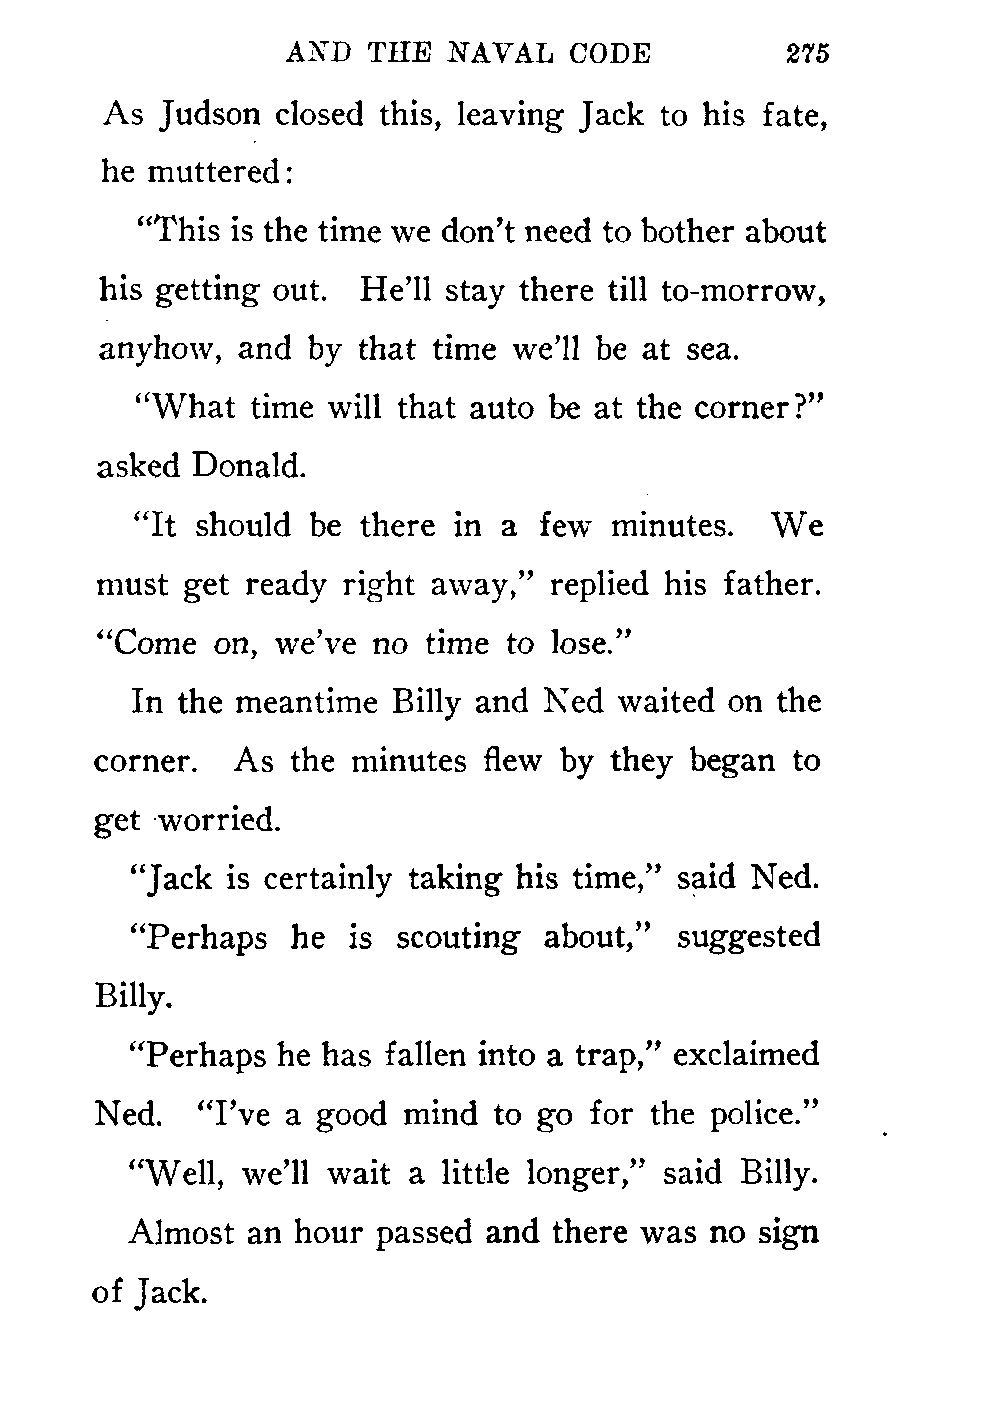 AND THE NAVAL CODE 275
As Judson closed this, leaving Jack to his fate,
he muttered:
“This is the time we don’t need to bother about
his getting out. He’ll stay there till to-morrow,
anyhow, and by that time we’ll be at sea.
“What time will that auto be at the corner?”
asked Donald.
“It should be there in a few minutes. We
must get ready right away,” replied his father.
“Come on, we’ve no time to lose.”
In the meantime Billy and Ned waited on the
corner. As the minutes flew by they began to
get worried.
“Jack is certainly taking his time,” said Ned.
“Perhaps he is scouting about,” suggested
Billy.
“Perhaps he has fallen into a trap,” exclaimed
Ned. “I’ve a good mind to go for the police.”
“Well, we’ll wait a little longer,” said Billy.
Almost an hour passed and there was no sign
of Jack.